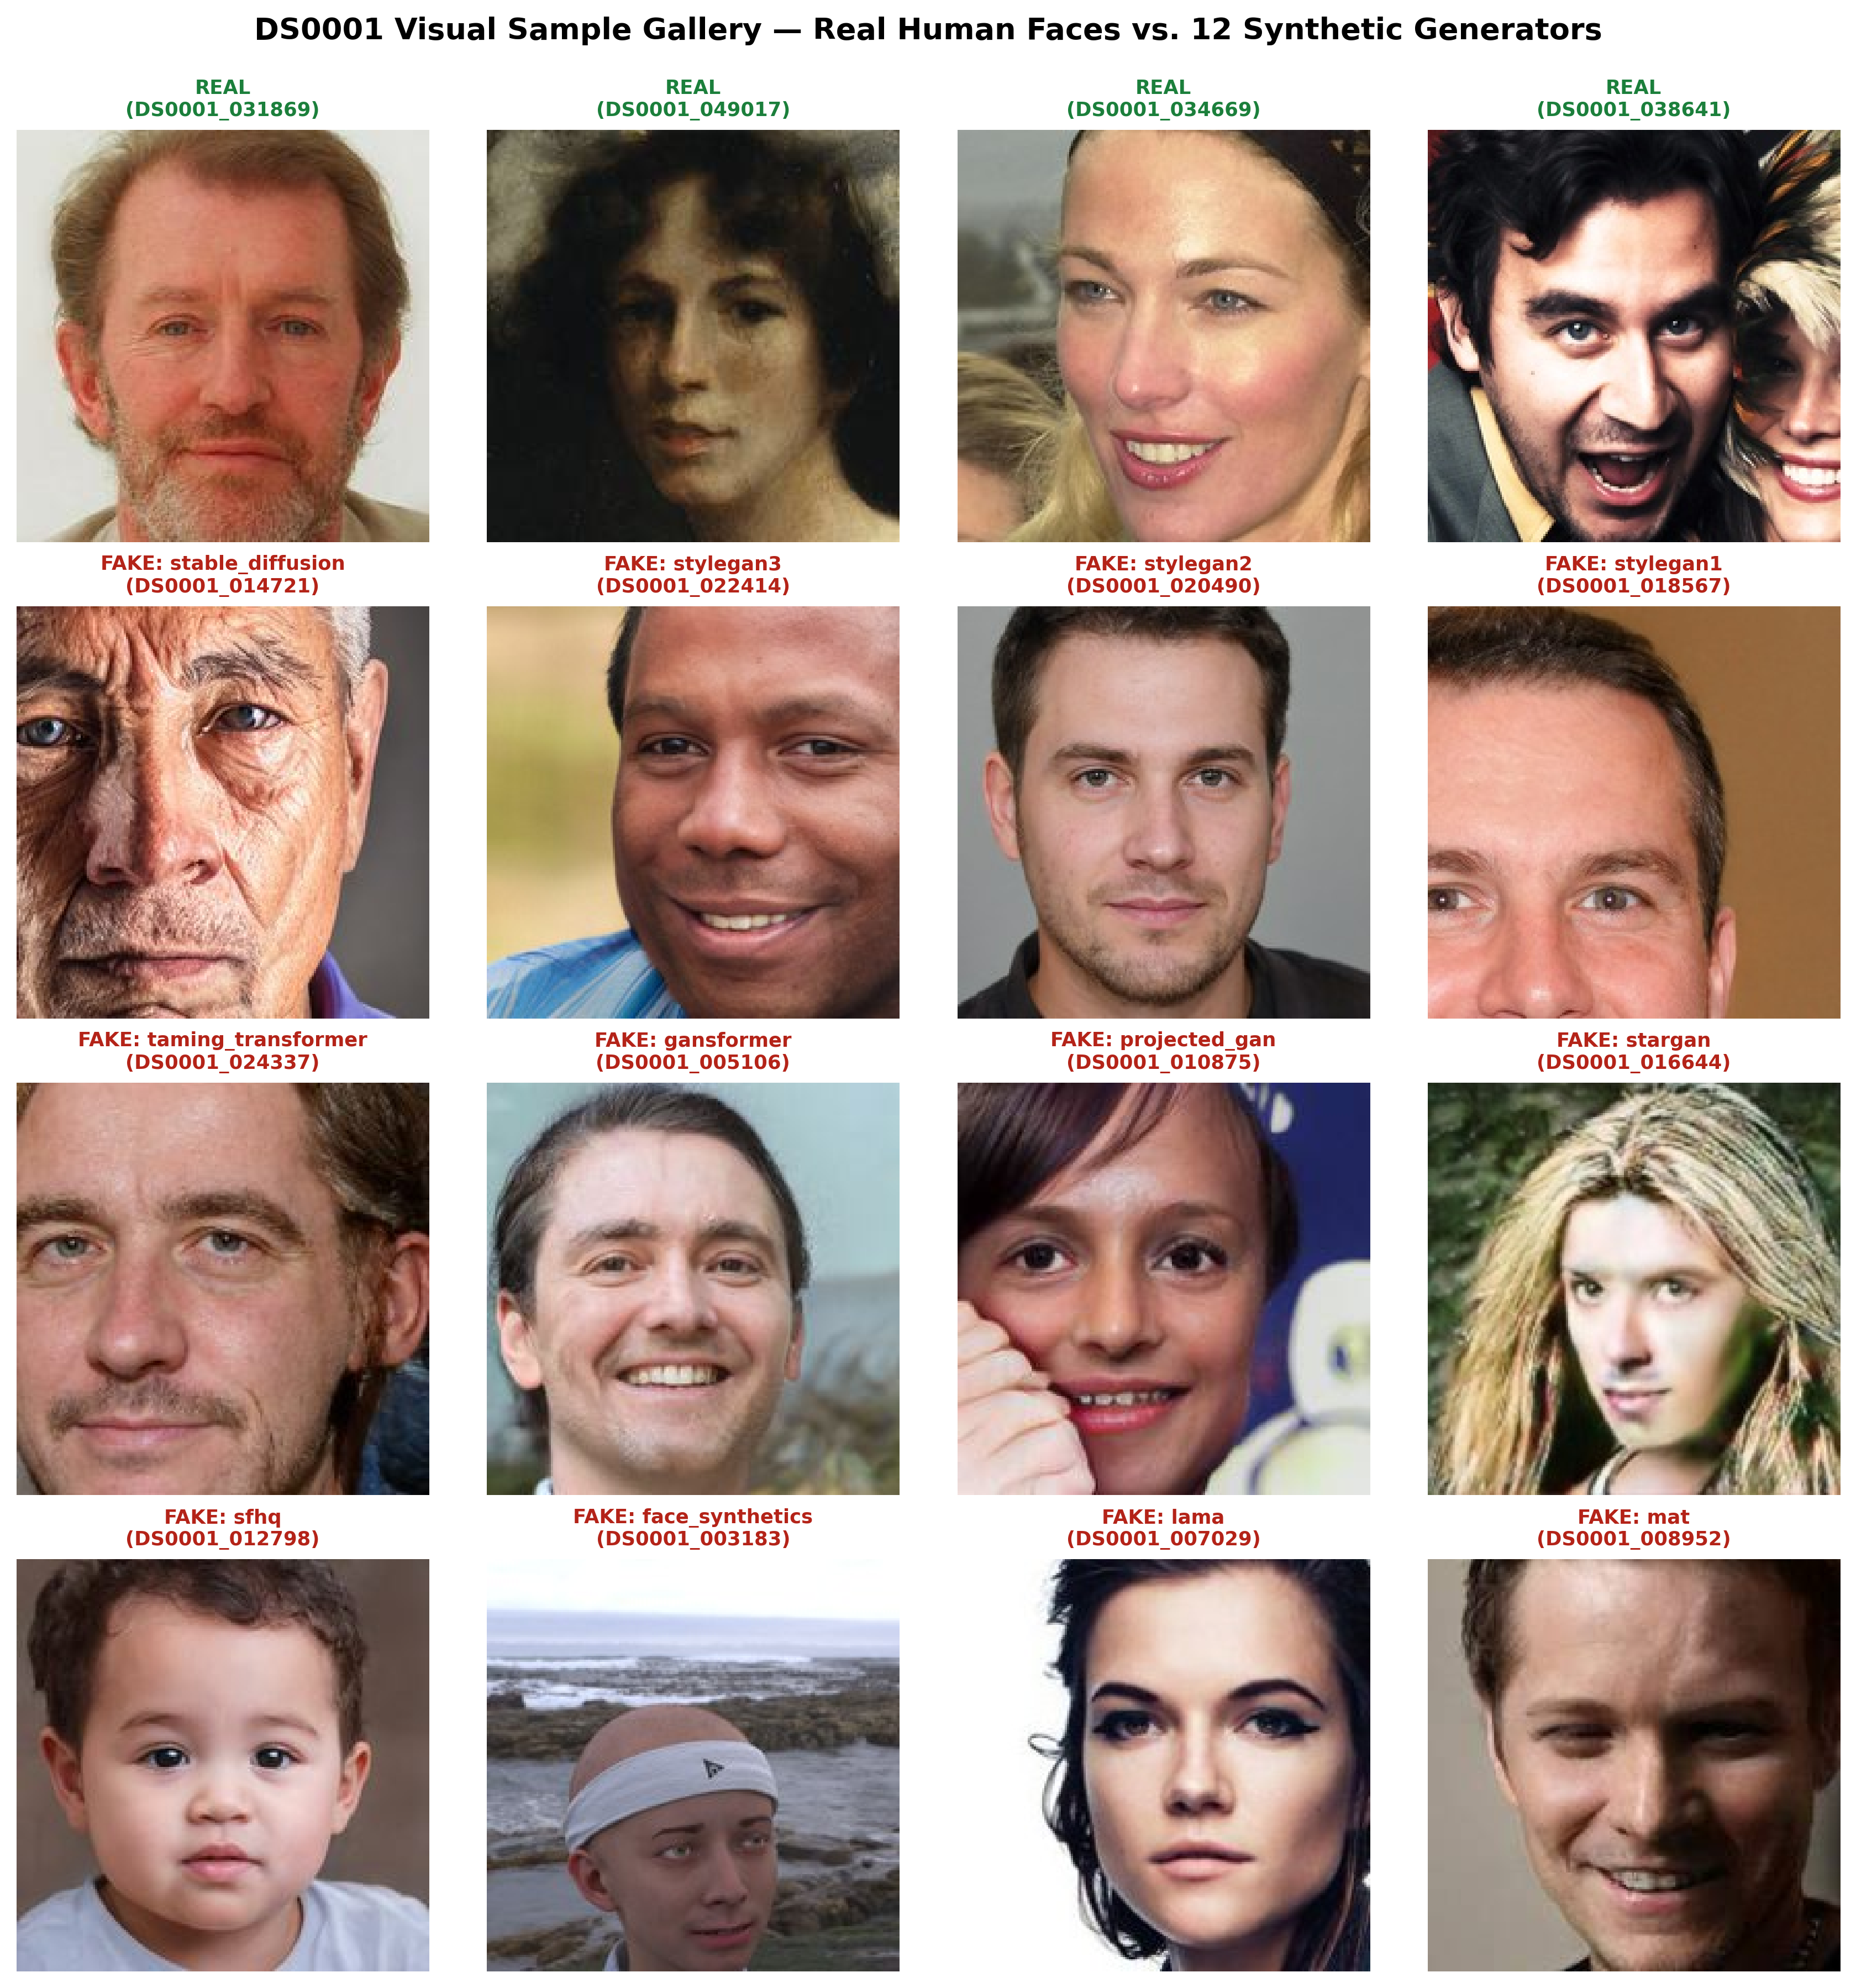 DS0001 Visual Sample Gallery — Real Human Faces vs. 12 Synthetic Generators
REAL
(DS0001_031869)
REAL
(DS0001_049017)
REAL
(DS0001_034669)
REAL
(DS0001_038641)
FAKE: stable_diffusion
(DS0001_014721)
FAKE: stylegan3
(DS0001_022414)
FAKE: stylegan2
(DS0001_020490)
FAKE: stylegan1
(DS0001_018567)
FAKE: taming_transformer
(DS0001_024337)
FAKE: gansformer
(DS0001_005106)
FAKE: projected_gan
(DS0001_010875)
FAKE: stargan
(DS0001_016644)
FAKE: sfhq
(DS0001_012798)
FAKE: face_synthetics
(DS0001_003183)
FAKE: lama
(DS0001_007029)
FAKE: mat
(DS0001_008952)